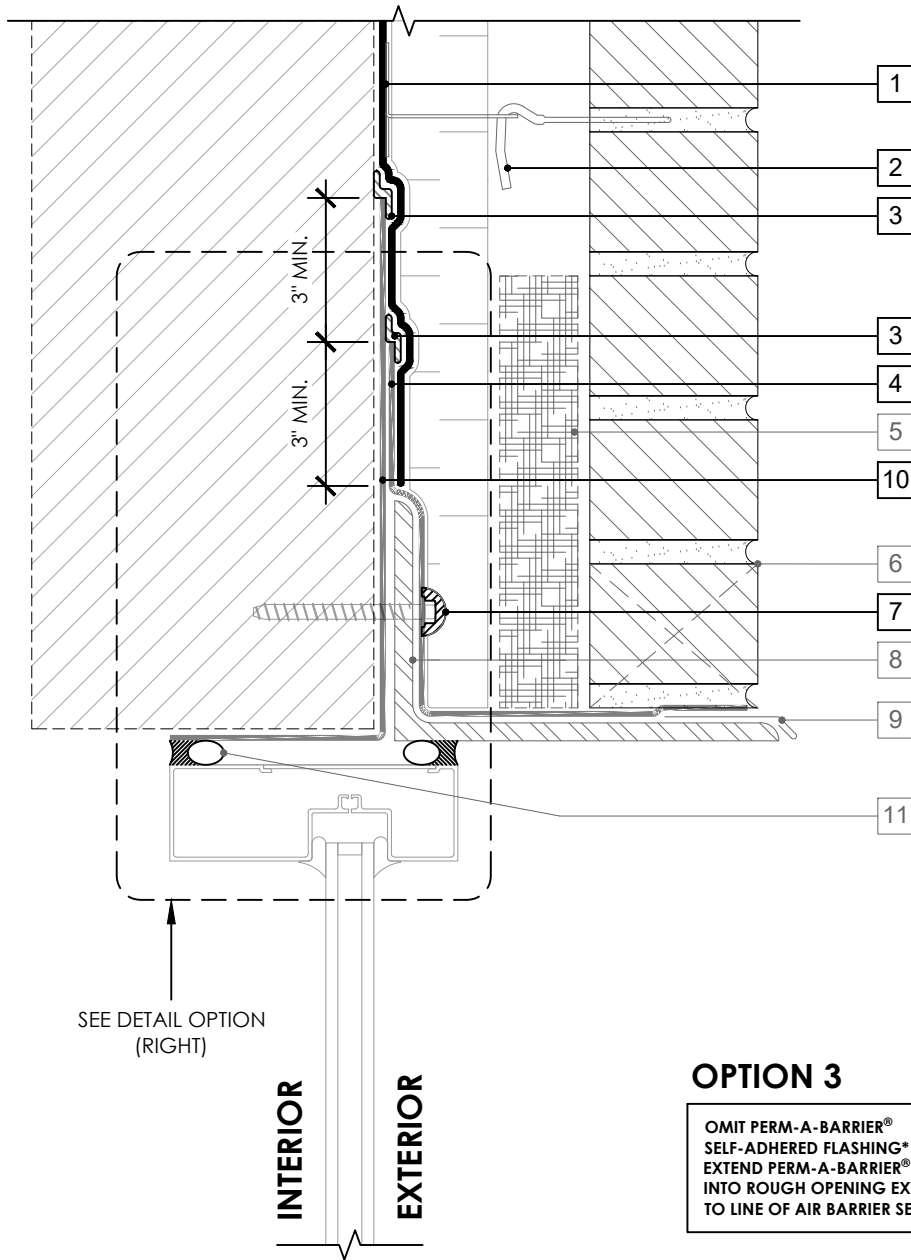 1
2
3
3" MIN.
3
4
3" MIN.
5
10
6
7
8
9
11
SEE DETAIL OPTION
(RIGHT)
INTERIOR
EXTERIOR
OPTION 3
OMIT PERM-A-BARRIER®
SELF-ADHERED FLASHING*
EXTEND PERM-A-BARRIER®
INTO ROUGH OPENING
TO LINE OF AIR BARRIER